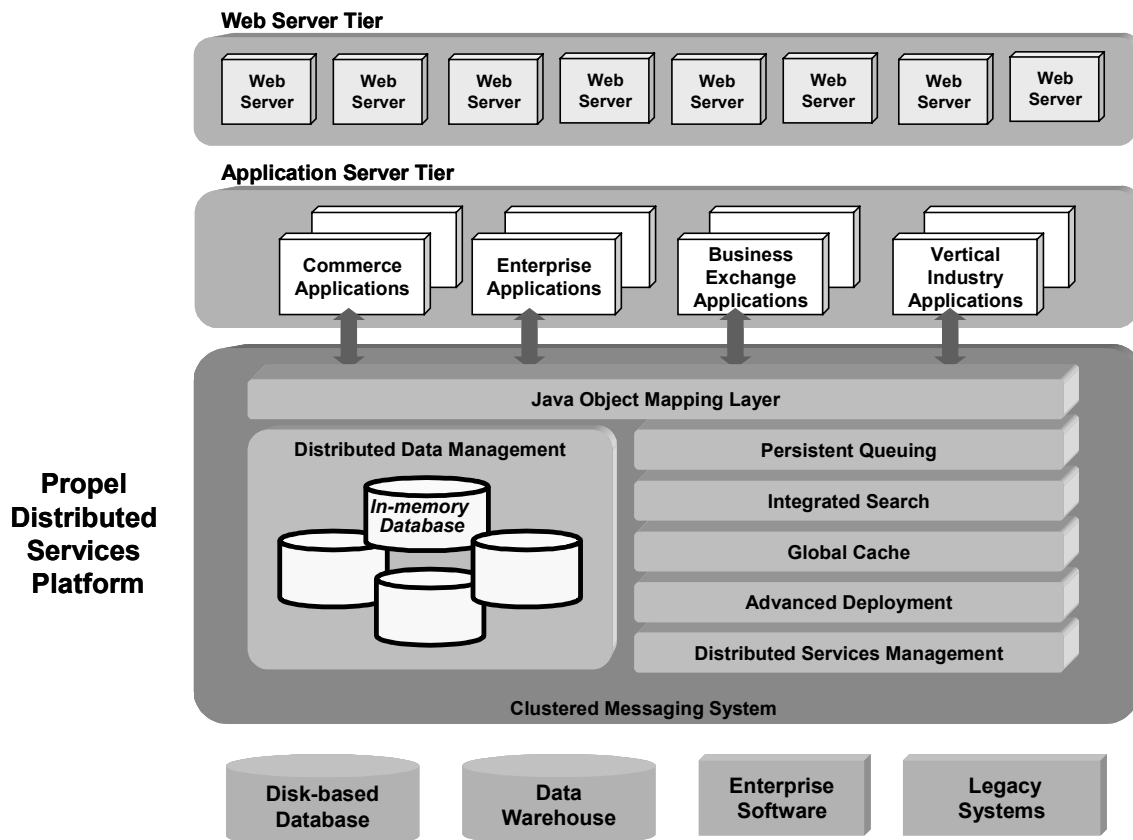 Web Server Tier
Web
Server
Web
Server
Web
Server
Web
Server
Web
Server
Web
Server
Web
Server
Web
Server
Application Server Tier
Commerce
Applications
Enterprise
Applications
Business
Exchange
Applications
Vertical
Industry
Applications
Propel
Distributed
Services
Platform
Java Object Mapping Layer
Distributed Data Management
In-memory
Database
Persistent Queuing
Integrated Search
Global Cache
Advanced Deployment
Distributed Services Management
Clustered Messaging System
Disk-based
Database
Data
Warehouse
Enterprise
Software
Legacy
Systems